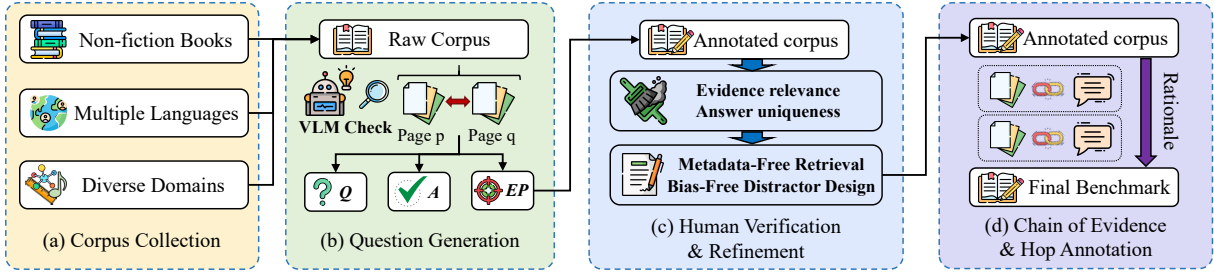 Non-fiction Books
Multiple Languages
Diverse Domains
(a) Corpus Collection
Raw Corpus
VLM Check
Page p
Page q
Q
A
EP
(b) Question Generation
Annotated corpus
Evidence relevance
Answer uniqueness
Metadata-Free Retrieval
Bias-Free Distractor Design
(c) Human Verification
& Refinement
Annotated corpus
Rationale
Final Benchmark
(d) Chain of Evidence
& Hop Annotation